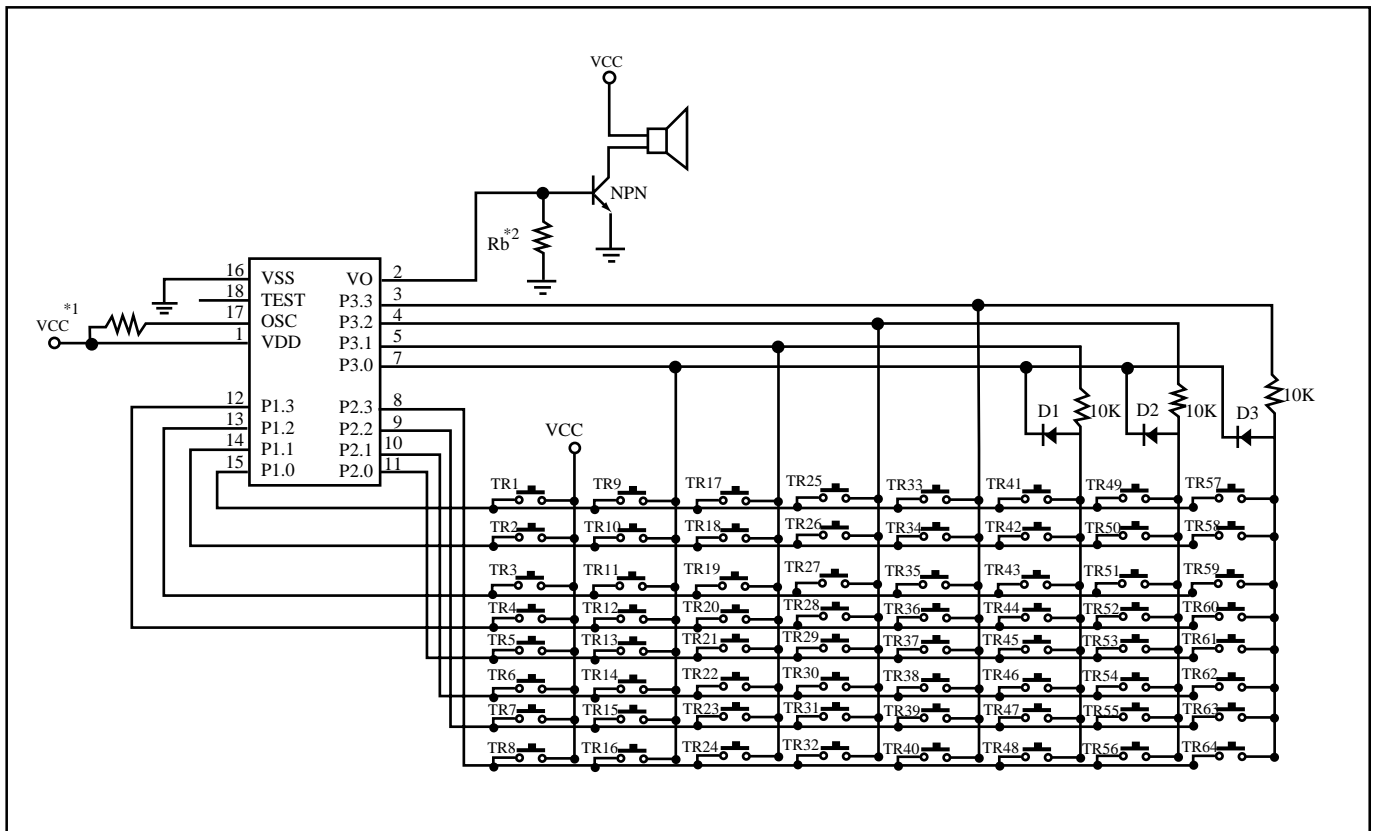 VCC
NPN
Rb*2
16 VSS VO 2
18 TEST P3.3 3
17 OSC P3.2 4
1 VDD P3.1 5
P3.0 7
*1
VCC
12 P1.3 P2.3 8
13 P1.2 P2.2 9
14 P1.1 P2.1 10
15 P1.0 P2.0 11
VCC
D1 10K D2 10K D3 10K
TR1 TR9 TR17 TR25 TR33 TR41 TR49 TR57
TR2 TR10 TR18 TR26 TR34 TR42 TR50 TR58
TR3 TR11 TR19 TR27 TR35 TR43 TR51 TR59
TR4 TR12 TR20 TR28 TR36 TR44 TR52 TR60
TR5 TR13 TR21 TR29 TR37 TR45 TR53 TR61
TR6 TR14 TR22 TR30 TR38 TR46 TR54 TR62
TR7 TR15 TR23 TR31 TR39 TR47 TR55 TR63
TR8 TR16 TR24 TR32 TR40 TR48 TR56 TR64